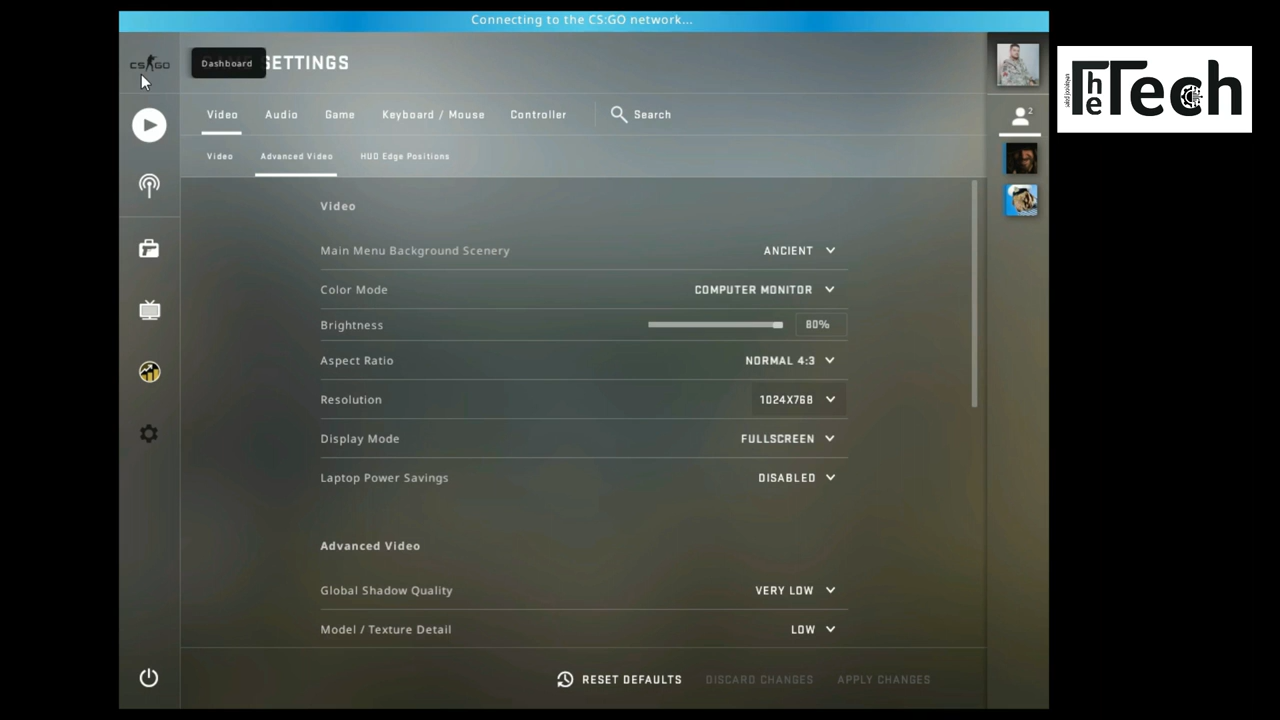 Connecting to the CS:GO network...
CS GO
Dashboard
SETTINGS
The Tech
Video
Audio
Game
Keyboard / Mouse
Controller
Search
2
Video
Advanced Video
HUD Edge Positions
Video
Main Menu Background Scenery
ANCIENT
Color Mode
COMPUTER MONITOR
Brightness
80%
Aspect Ratio
NORMAL 4:3
Resolution
1024X768
Display Mode
FULLSCREEN
Laptop Power Savings
DISABLED
Advanced Video
Global Shadow Quality
VERY LOW
Model / Texture Detail
LOW
RESET DEFAULTS
DISCARD CHANGES
APPLY CHANGES